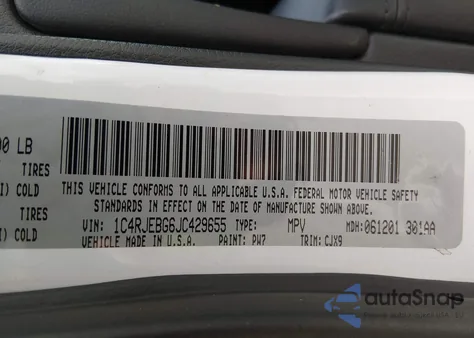 00 LB
TIRES
I) COLD
TIRES
I) COLD
THIS VEHICLE CONFORMS TO ALL APPLICABLE U.S.A. FEDERAL MOTOR VEHICLE SAFETY
STANDARDS IN EFFECT ON THE DATE OF MANUFACTURE SHOWN ABOVE.
VIN: 1C4RJEBG6JC429655 TYPE: MPV MDH: 061201 301AA
VEHICLE MADE IN U.S.A. PAINT: PW7 TRIM: CJX9
autoSnap